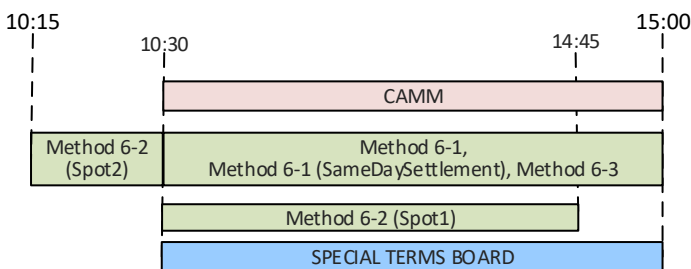 10:15
15:00
10:30
14:45
CAMM
Method 6-2
(Spot2)
Method 6-1,
Method 6-1 (SameDaySettlement), Method 6-3
Method 6-2 (Spot1)
SPECIAL TERMS BOARD